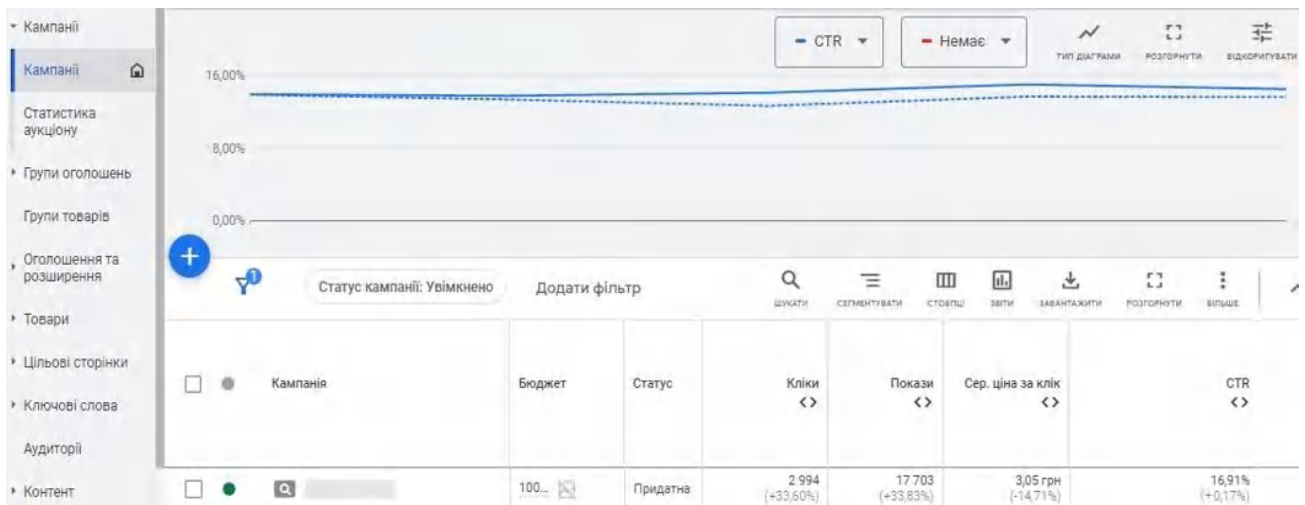 Кампанії
CTR
Немає
ТИП ДІАГРАМИ
РОЗГОРНУТИ
ВІДКОРИГУВАТИ
Кампанії
16,00%
Статистика
аукціону
8,00%
Групи оголошень
Групи товарів
0,00%
Оголошення та
розширення
1
Статус кампанії: Увімкнено
Додати фільтр
ШУКАТИ
СЕГМЕНТУВАТИ
СТОВПЦІ
ЗВІТИ
ЗАВАНТАЖИТИ
РОЗГОРНУТИ
БІЛЬШЕ
Товари
Цільові сторінки
Кампанія
Бюджет
Статус
Кліки
Покази
Сер. ціна за клік
CTR
Ключові слова
Аудиторії
Контент
100...
Придатна
2 994
(+33,60%)
17 703
(+33,83%)
3,05 грн
(-14,71%)
16,91%
(+0,17%)